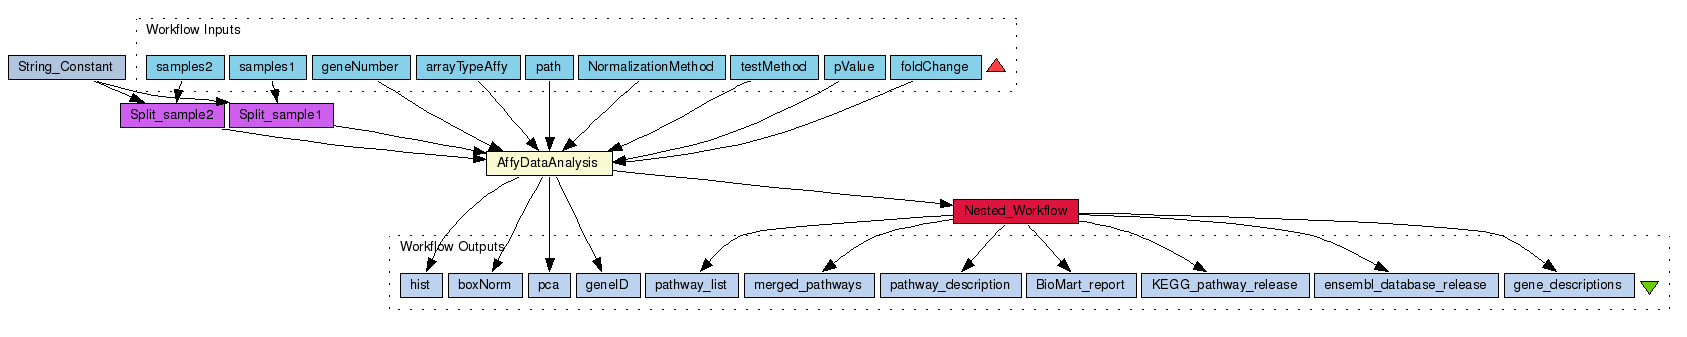 Workflow Inputs
String_Constant samples2 samples1 geneNumber arrayTypeAffy path NormalizationMethod testMethod pValue foldChange
Split_sample2 Split_sample1
AffyDataAnalysis
Nested_Workflow
Workflow Outputs
hist boxNorm pca geneID pathway_list merged_pathways pathway_description BioMart_report KEGG_pathway_release ensembl_database_release gene_descriptions